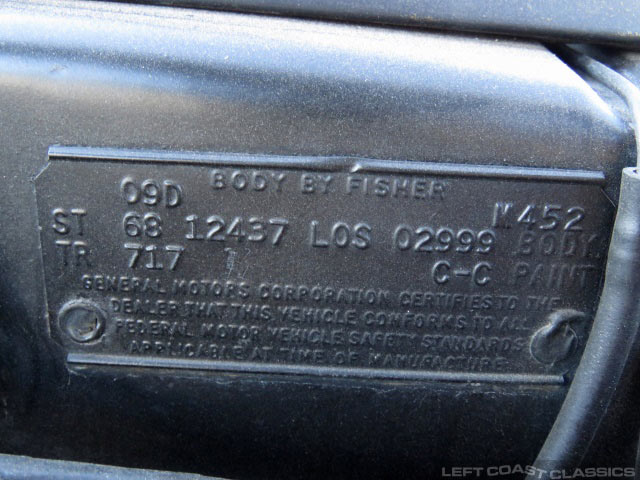 BODY BY FISHER
09D M452
ST 68 12437 LOS 02999 BODY
TR 717 C-C PAINT
GENERAL MOTORS CORPORATION CERTIFIES TO THE
DEALER THAT THIS VEHICLE CONFORMS TO ALL
FEDERAL MOTOR VEHICLE SAFETY STANDARDS
APPLICABLE AT TIME OF MANUFACTURE
LEFT COAST CLASSICS